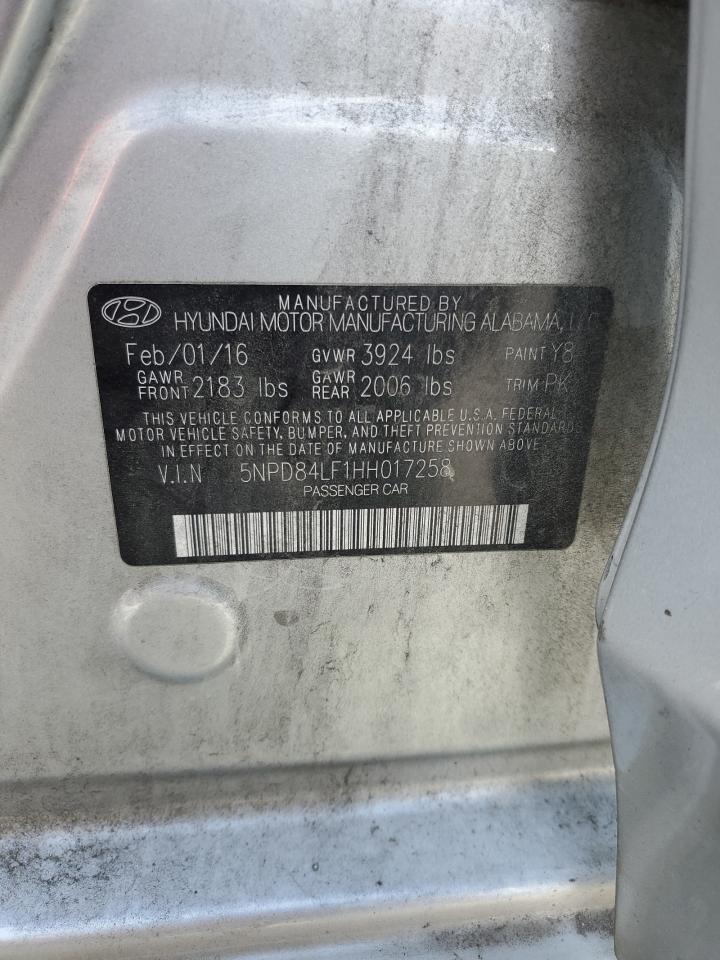 MANUFACTURED BY
HYUNDAI MOTOR MANUFACTURING ALABAMA, LLC
Feb/01/16 GVWR 3924 lbs PAINT Y8
GAWR FRONT 2183 lbs GAWR REAR 2006 lbs TRIM PK
THIS VEHICLE CONFORMS TO ALL APPLICABLE U.S.A. FEDERAL
MOTOR VEHICLE SAFETY, BUMPER, AND THEFT PREVENTION STANDARDS
IN EFFECT ON THE DATE OF MANUFACTURE SHOWN ABOVE.
V.I.N 5NPD84LF1HH017258
PASSENGER CAR